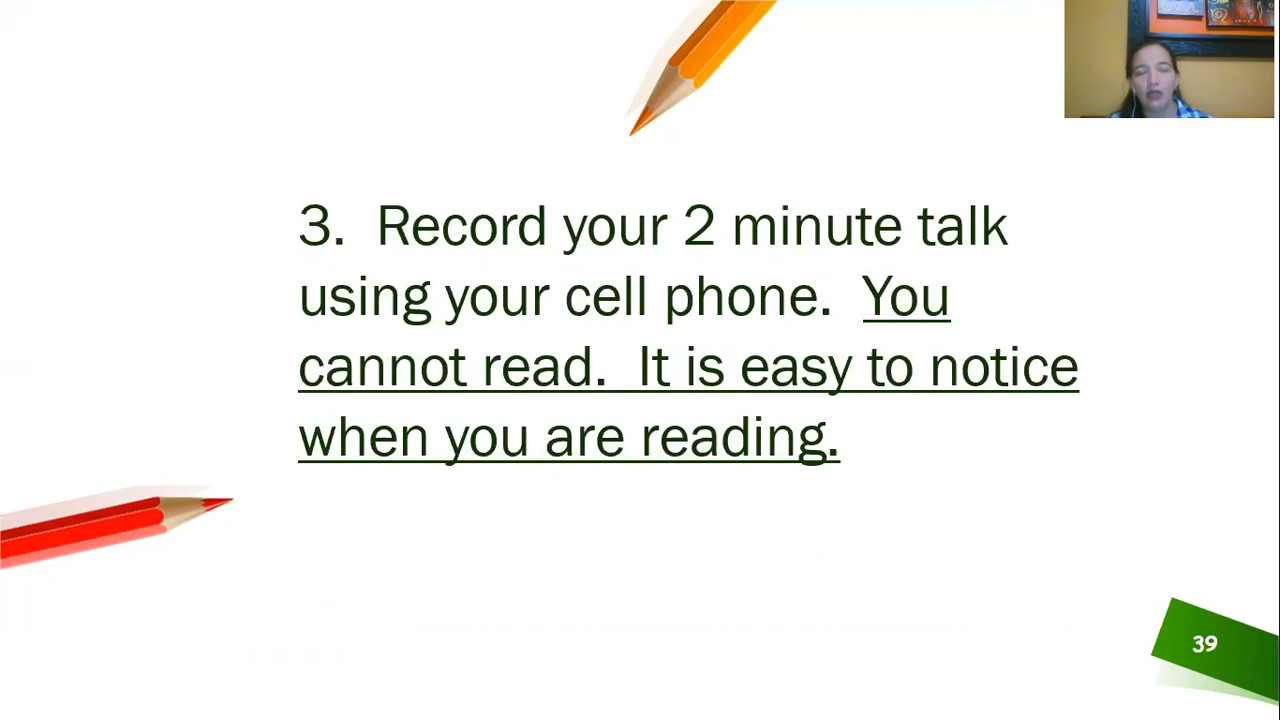 3. Record your 2 minute talk
using your cell phone. You
cannot read. It is easy to notice
when you are reading.
39